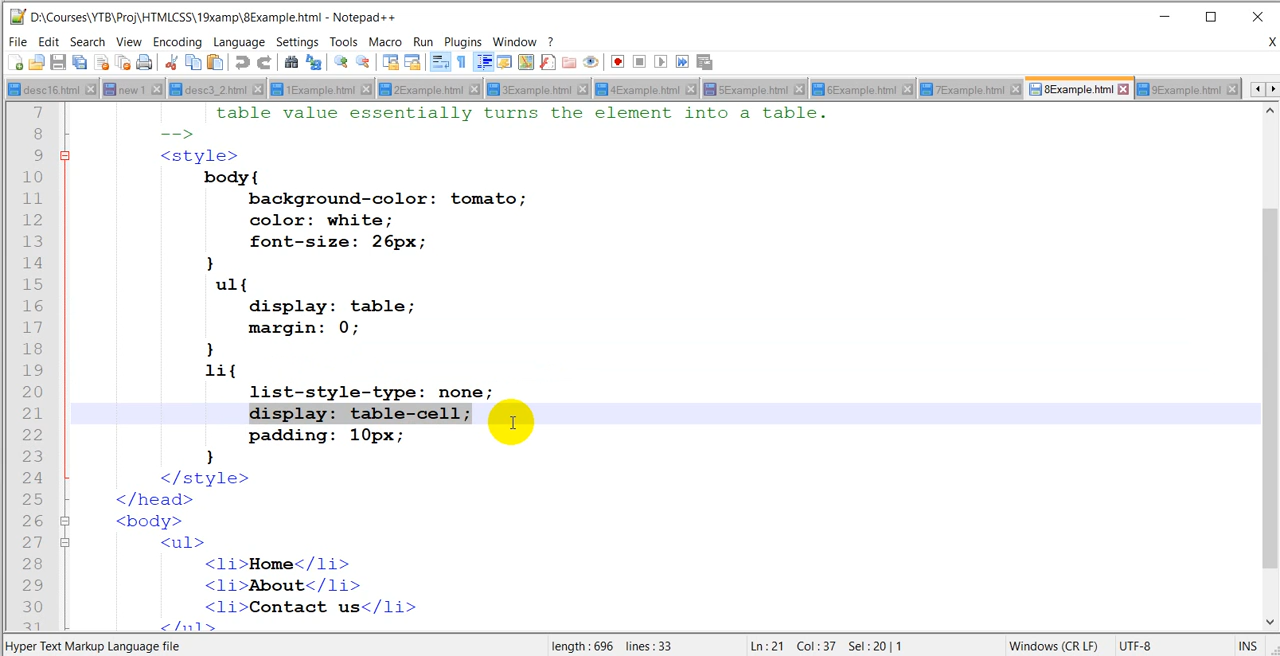 D:\Courses\YTB\Proj\HTMLCSS\19xamp\8Example.html - Notepad++
File Edit Search View Encoding Language Settings Tools Macro Run Plugins Window ? X
desc16.html new 1 desc3_2.html 1Example.html 2Example.html 3Example.html 4Example.html 5Example.html 6Example.html 7Example.html 8Example.html 9Example.html
7 table value essentially turns the element into a table.
8 -->
9 <style>
10 body{
11 background-color: tomato;
12 color: white;
13 font-size: 26px;
14 }
15 ul{
16 display: table;
17 margin: 0;
18 }
19 li{
20 list-style-type: none;
21 display: table-cell;
22 padding: 10px;
23 }
24 </style>
25 </head>
26 <body>
27 <ul>
28 <li>Home</li>
29 <li>About</li>
30 <li>Contact us</li>
31 </ul>
Hyper Text Markup Language file length : 696 lines : 33 Ln : 21 Col : 37 Sel : 20 | 1 Windows (CR LF) UTF-8 INS